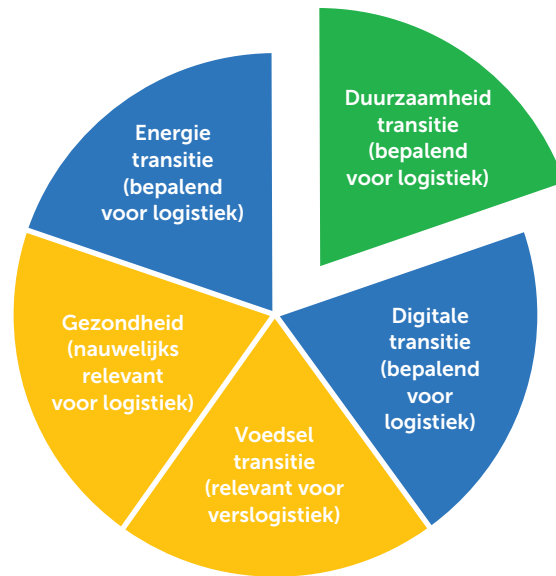 Duurzaamheid
transitie
(bepalend
voor logistiek)
Energie
transitie
(bepalend
voor logistiek)
Digitale
transitie
(bepalend
voor
logistiek)
Gezondheid
(nauwelijks
relevant
voor logistiek)
Voedsel
transitie
(relevant voor
verslogistiek)